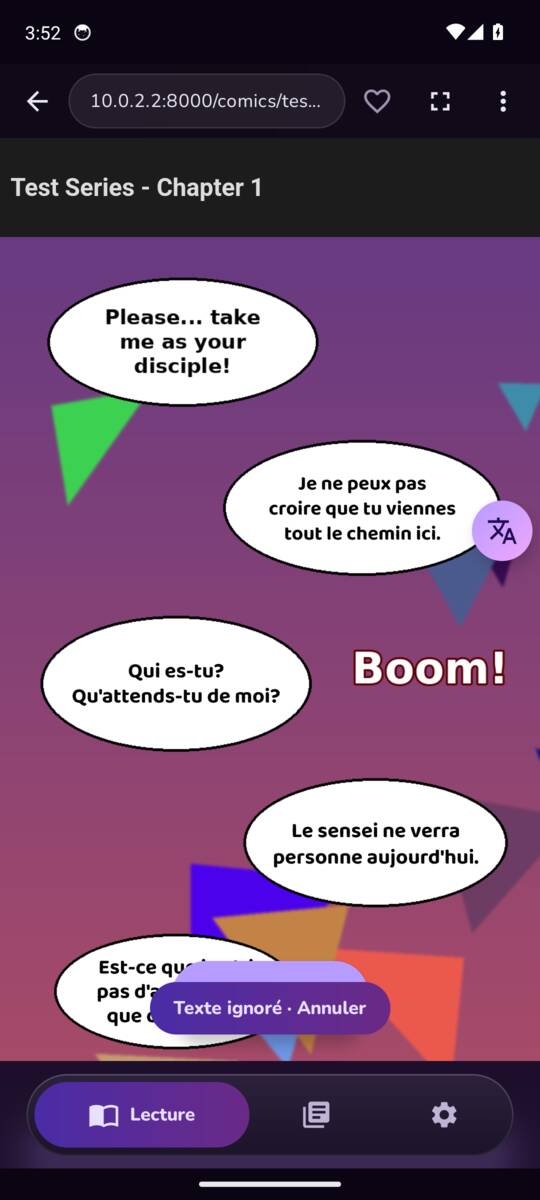 3:52
10.0.2.2:8000/comics/tes...
Test Series - Chapter 1
Please... take
me as your
disciple!
Je ne peux pas
croire que tu viennes
tout le chemin ici.
Qui es-tu?
Qu'attends-tu de moi?
Boom!
Le sensei ne verra
personne aujourd'hui.
Est-ce que
pas
que
Texte ignoré · Annuler
Lecture